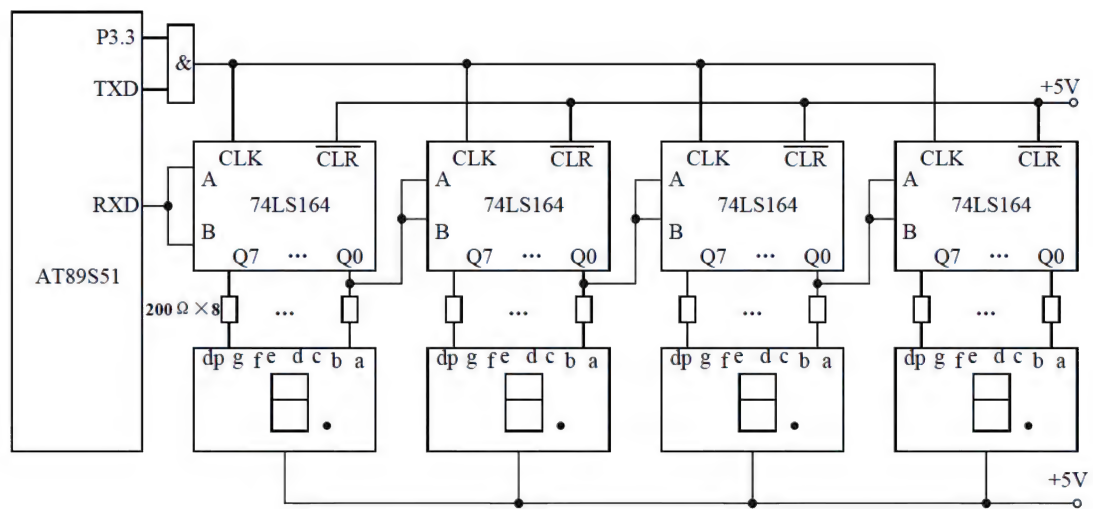 P3.3
&
TXD
+5V
CLK CLR CLK CLR CLK CLR CLK CLR
A A A A
RXD 74LS164 74LS164 74LS164 74LS164
B B B B
Q7 ... Q0 Q7 ... Q0 Q7 ... Q0 Q7 ... Q0
AT89S51
200Ω×8 ... ... ... ...
dp g f e d c b a dp g f e d c b a dp g f e d c b a dp g f e d c b a
+5V